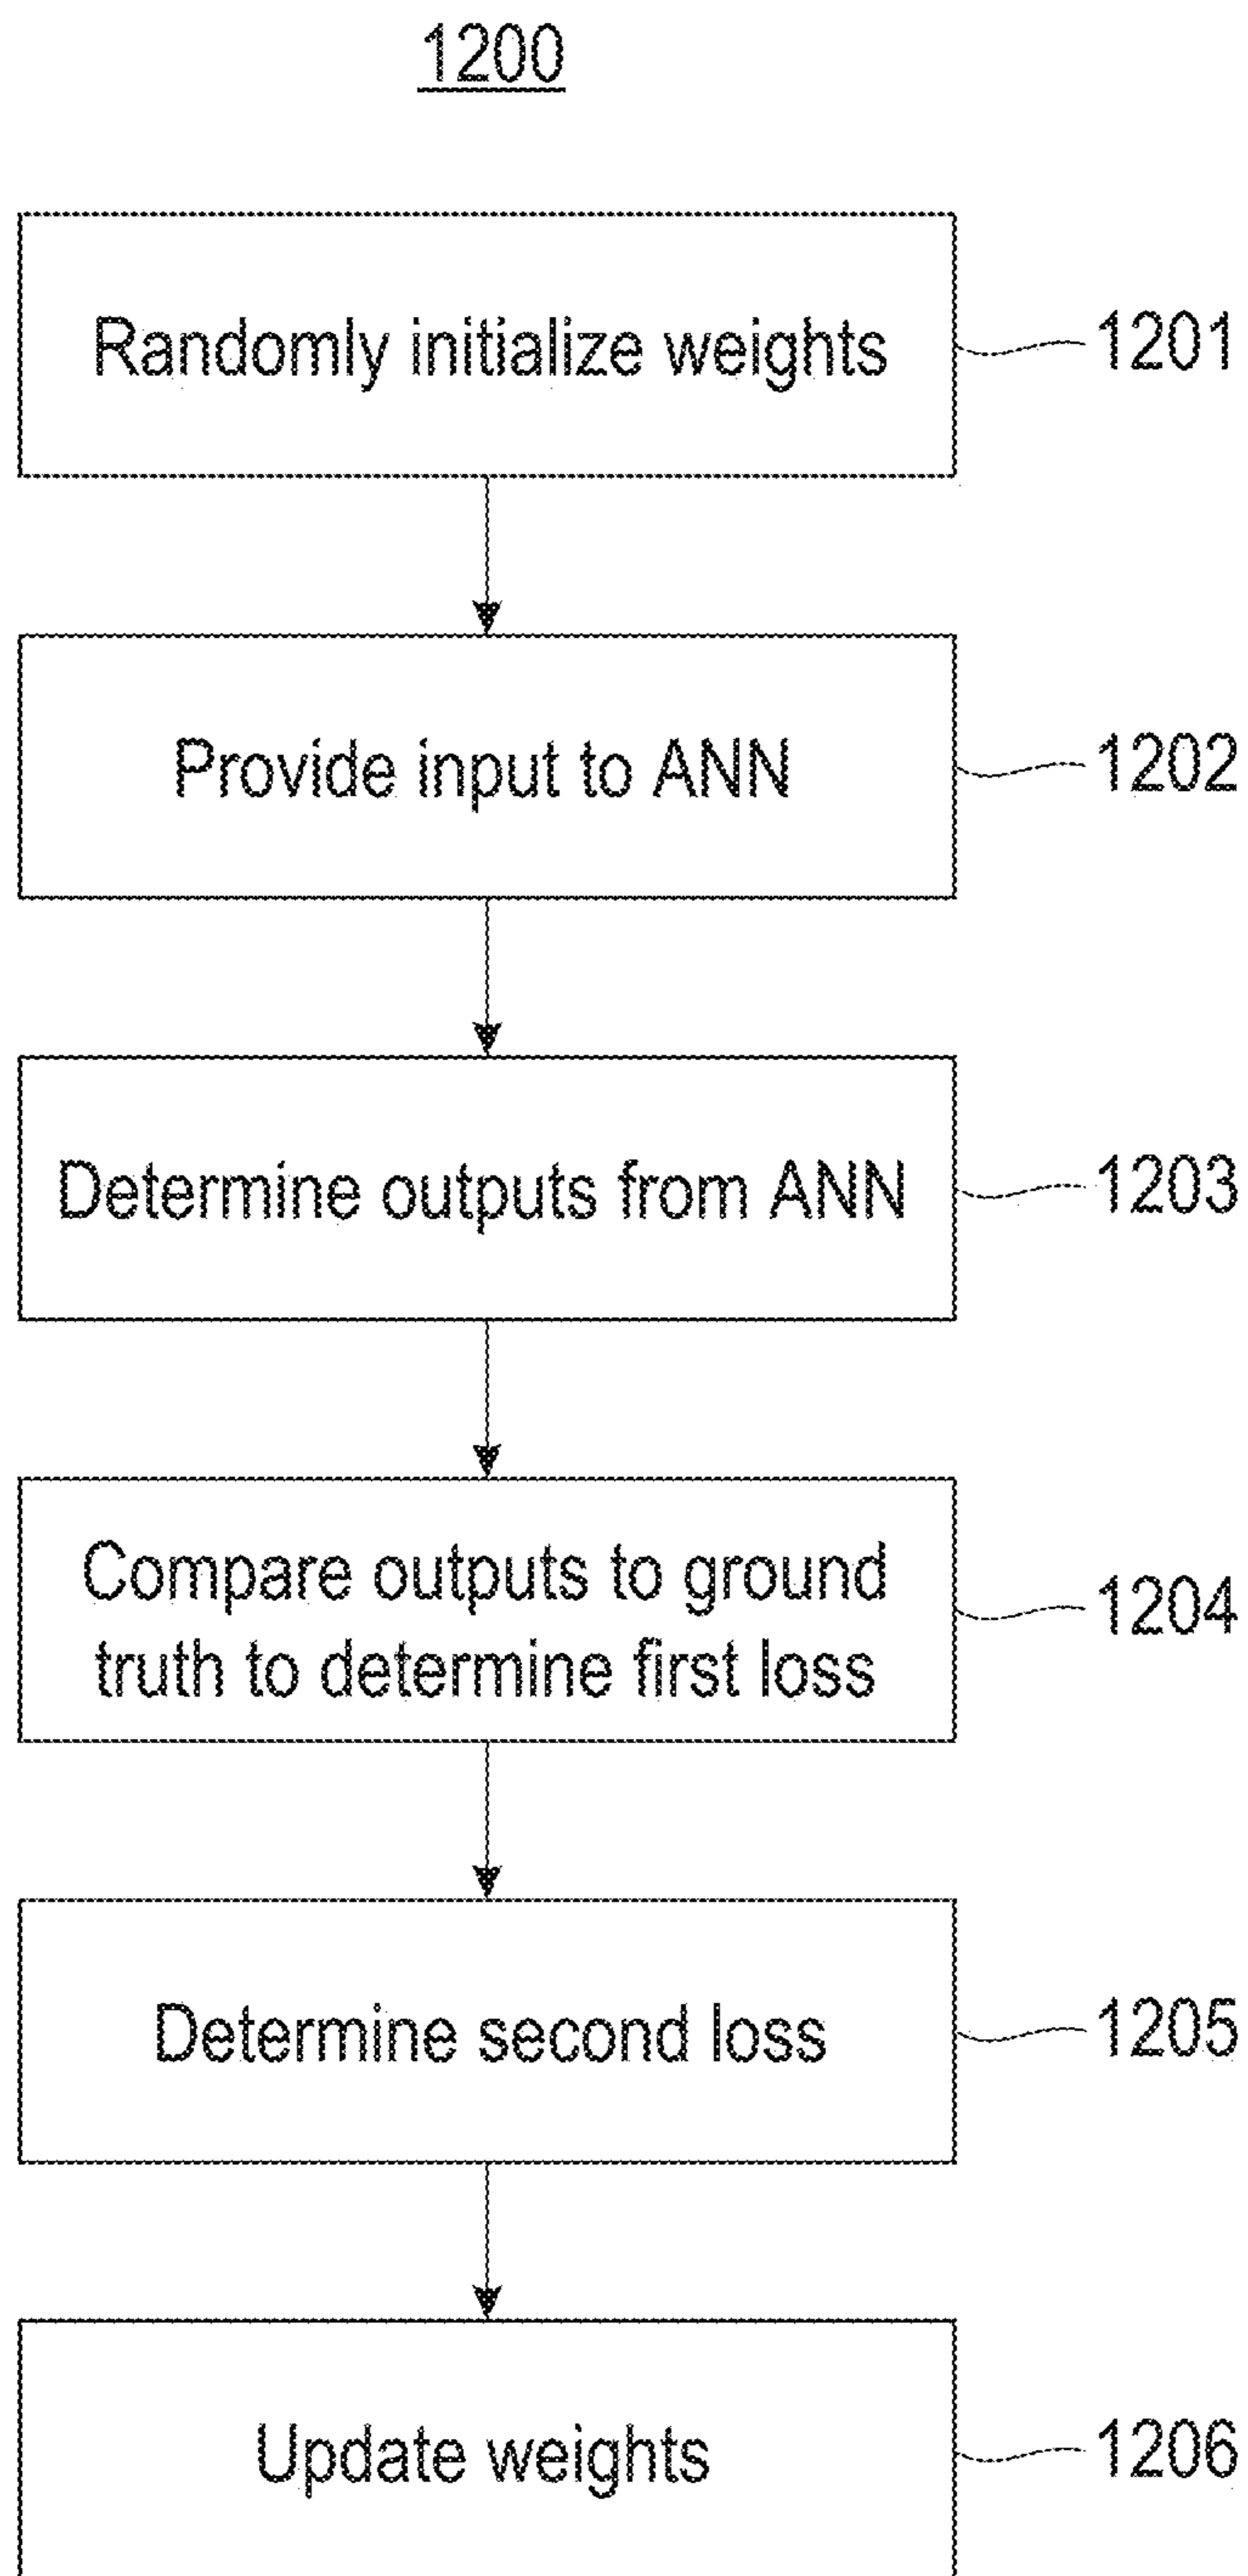 1200
Randomly initialize weights
1201
Provide input to ANN
1202
Determine outputs from ANN
1203
Compare outputs to ground
truth to determine first loss
1204
Determine second loss
1205
Update weights
1206